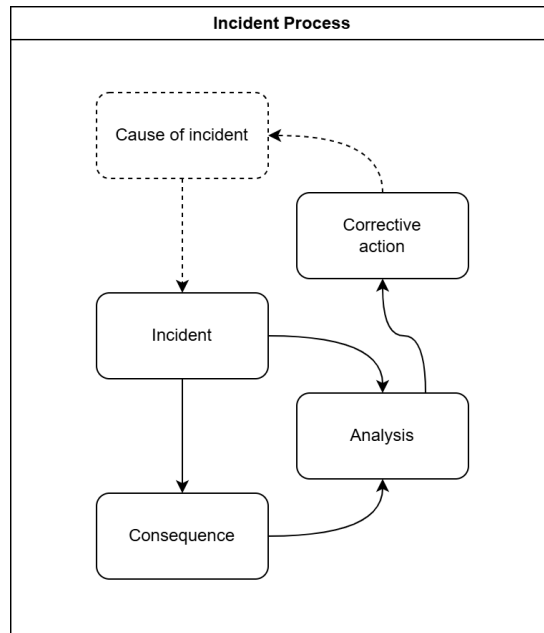 Incident Process
Cause of incident
Corrective
action
Incident
Analysis
Consequence